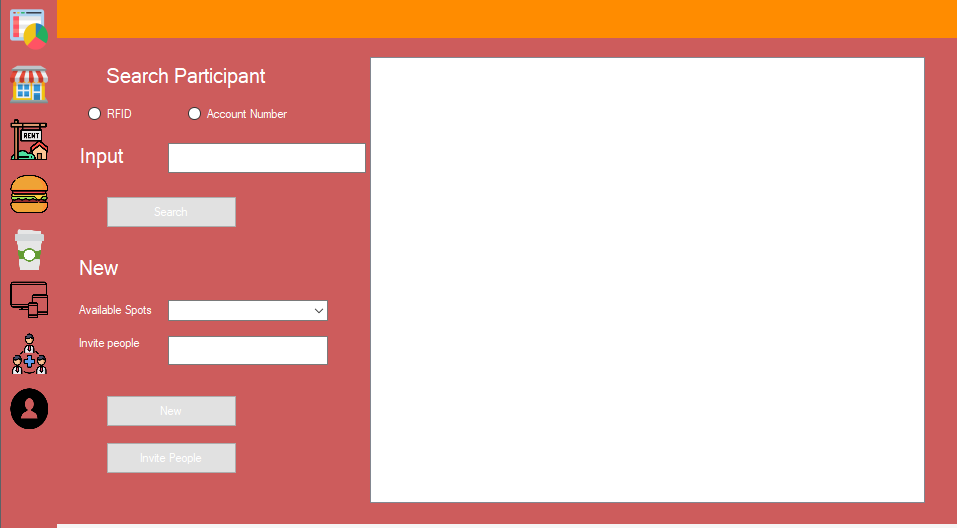 RENT
Search Participant
RFID
Account Number
Input
Search
New
Available Spots
Invite people
New
Invite People